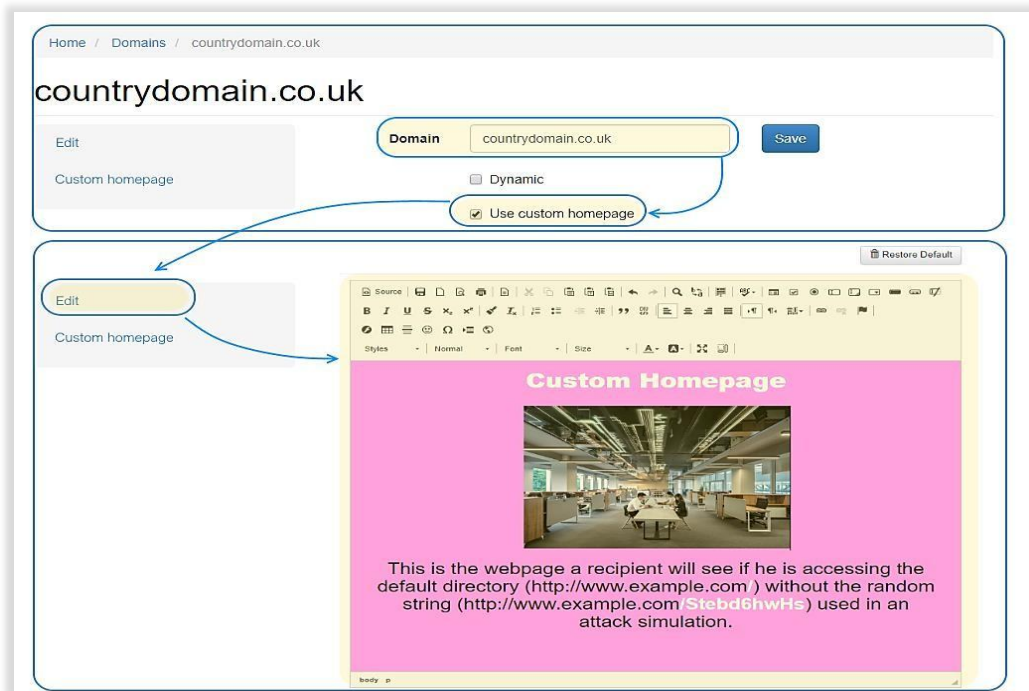 Home / Domains / countrydomain.co.uk
countrydomain.co.uk
Edit
Custom homepage
Domain countrydomain.co.uk Save
Dynamic
Use custom homepage
Restore Default
Edit
Custom homepage
Source
Styles Normal Font Size
Custom Homepage
This is the webpage a recipient will see if he is accessing the
default directory (http://www.example.com/) without the random
string (http://www.example.com/Stebd6hwHs) used in an
attack simulation.
body p